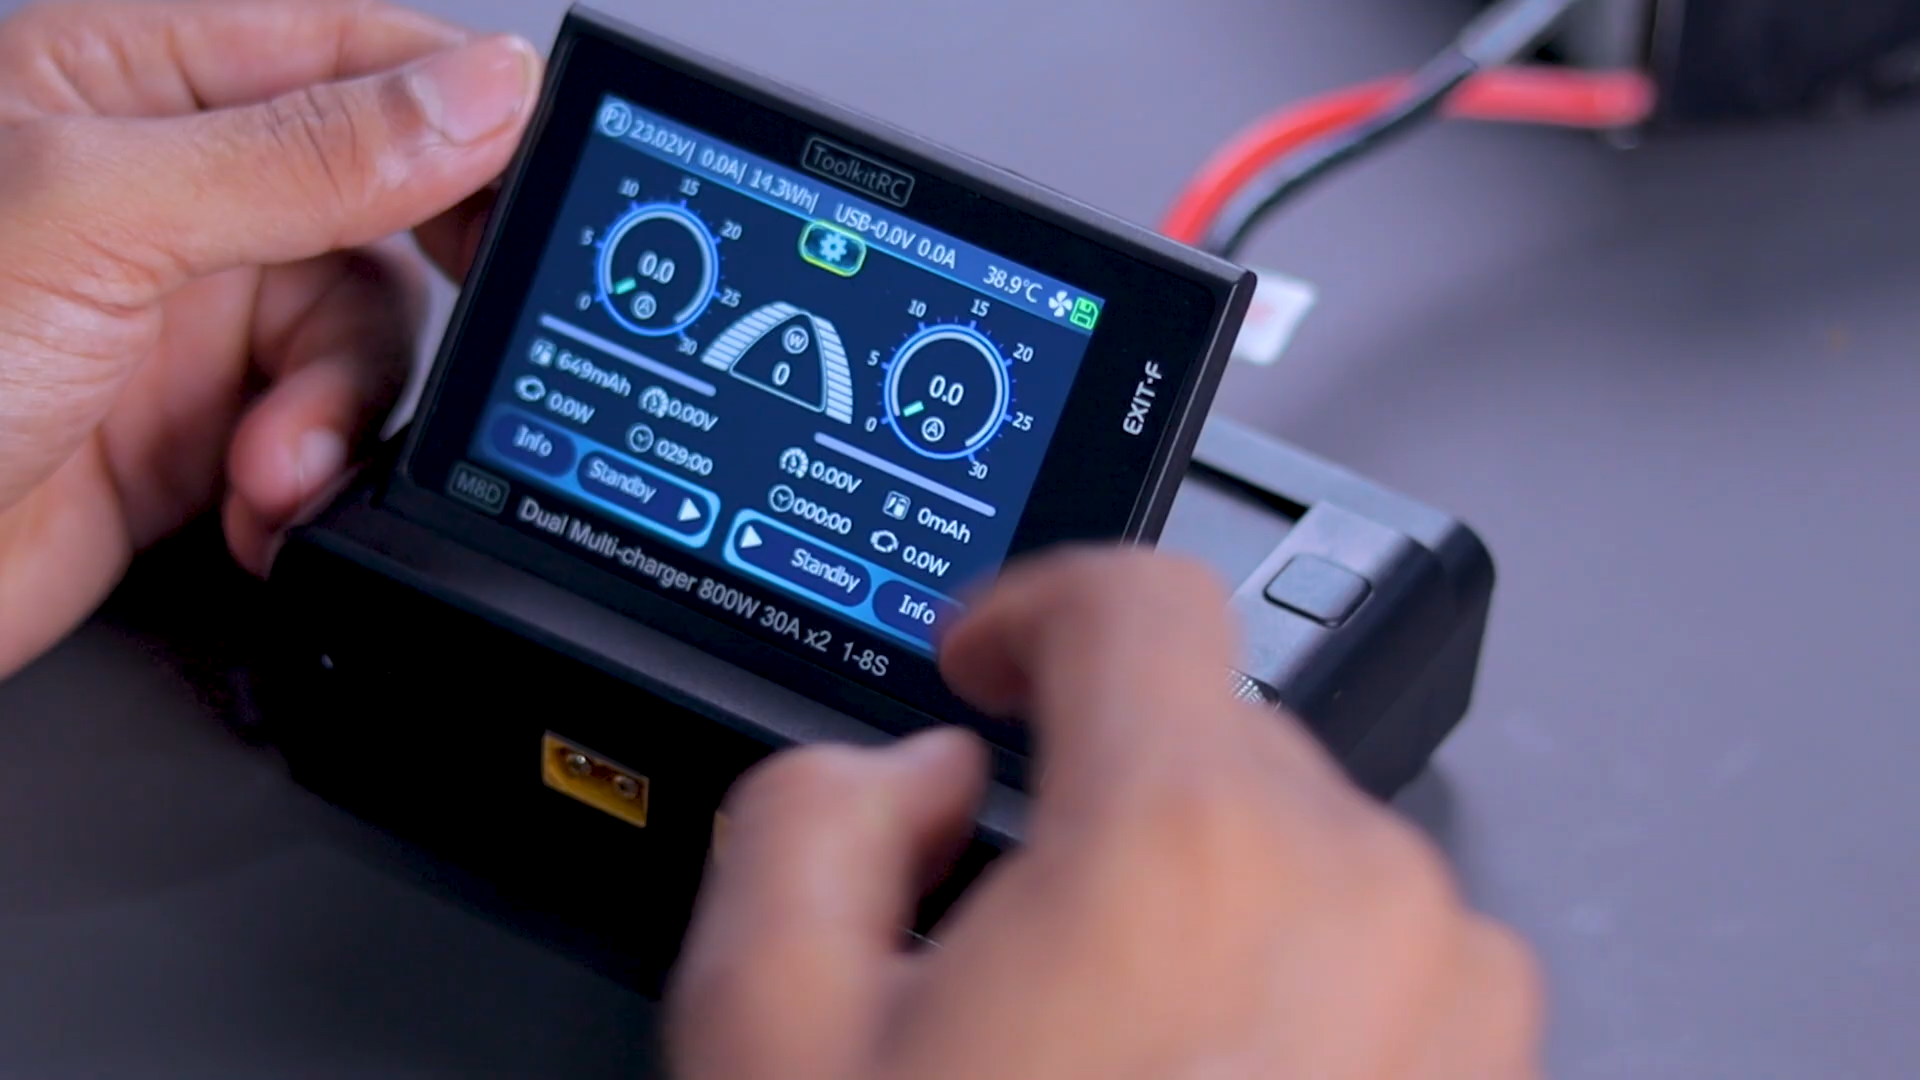 ToolkitRC
P1 23.02V| 0.0A| 14.3Wh| USB-0.0V 0.0A 38.9°C
0 5 10 15 20 25 30
0.0
A
W
0
0 5 10 15 20 25 30
0.0
A
649mAh 0.00V
0.0W 029:00
Info Standby
0.00V 0mAh
000:00 0.0W
Standby Info
EXIT·F
M8D Dual Multi-charger 800W 30A x2 1-8S